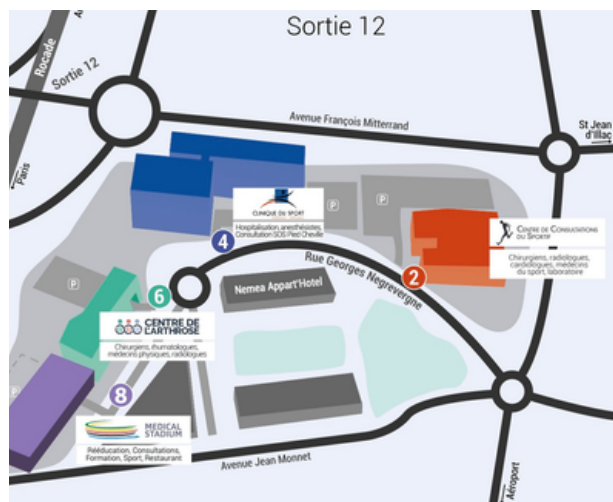 Sortie 12
Rocade
Sortie 12
Paris
Avenue François Mitterrand
St Jean
d'Illac
P
P
P
CLINIQUE DU SPORT
Hospitalisation, anesthésistes,
Consultation SOS Pied Cheville
4
CENTRE DE CONSULTATIONS
DU SPORTIF
Chirurgiens, radiologues,
cardiologues, médecins
du sport, laboratoire
2
Rue Georges Negrevergne
Nemea Appart'Hotel
6
CENTRE DE
L'ARTHROSE
Chirurgiens, rhumatologues,
médecins physiques, radiologues
P
8
MEDICAL
STADIUM
Rééducation, Consultations,
Formation, Sport, Restaurant
Avenue Jean Monnet
Aéroport